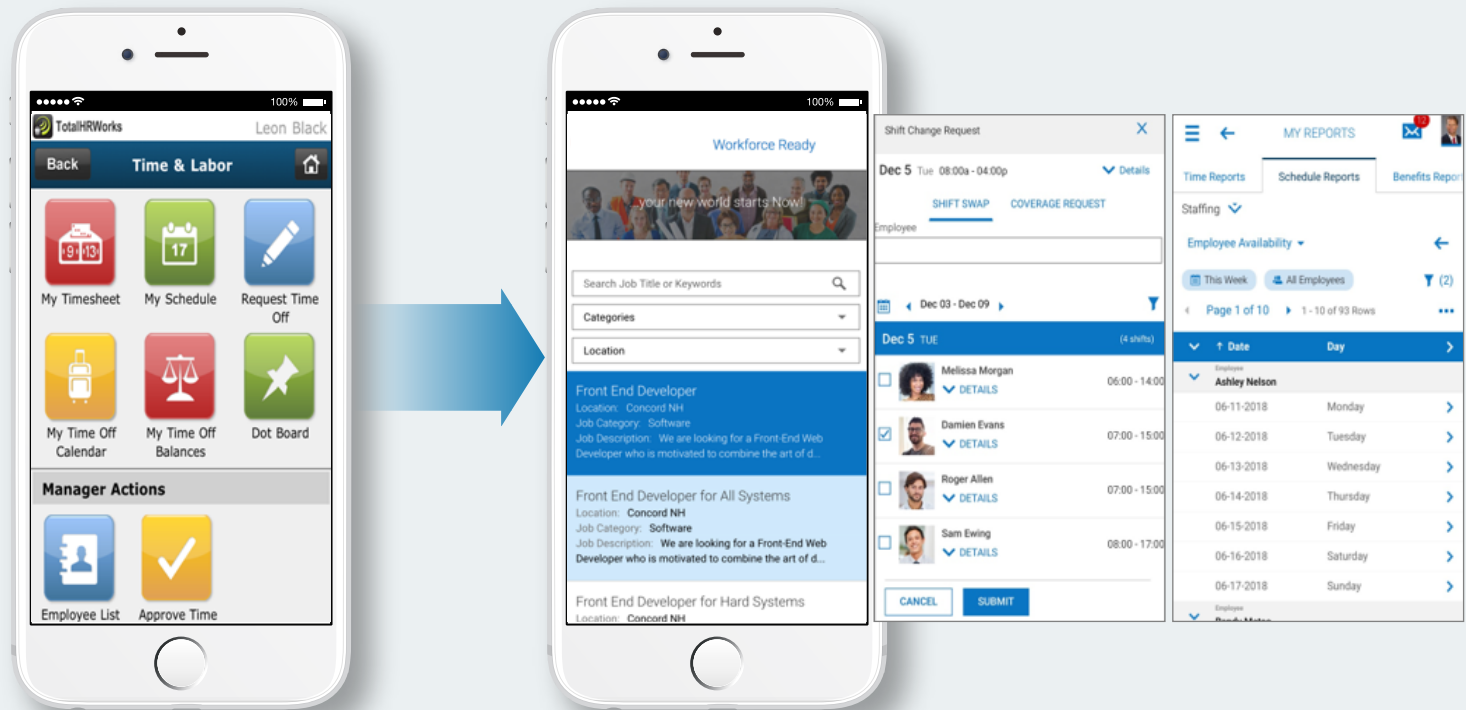 100%
TotalHRWorks
Leon Black
Back
Time & Labor
9
13
17
My Timesheet
My Schedule
Request Time
Off
My Time Off
Calendar
My Time Off
Balances
Dot Board
Manager Actions
Employee List
Approve Time
100%
Workforce Ready
...your new world starts Now!
Search Job Title or Keywords
Categories
Location
Front End Developer
Location: Concord NH
Job Category: Software
Job Description: We are looking for a Front-End Web
Developer who is motivated to combine the art of d...
Front End Developer for All Systems
Location: Concord NH
Job Category: Software
Job Description: We are looking for a Front-End Web
Developer who is motivated to combine the art of d...
Front End Developer for Hard Systems
Location: Concord NH
Shift Change Request
X
Dec 5 Tue 08:00a - 04:00p
Details
SHIFT SWAP
COVERAGE REQUEST
Employee
Dec 03 - Dec 09
Dec 5 TUE
(4 shifts)
Melissa Morgan
DETAILS
06:00 - 14:00
Damien Evans
DETAILS
07:00 - 15:00
Roger Allen
DETAILS
07:00 - 15:00
Sam Ewing
DETAILS
08:00 - 17:00
CANCEL
SUBMIT
MY REPORTS
12
Time Reports
Schedule Reports
Benefits Repor
Staffing
Employee Availability
This Week
All Employees
(2)
Page 1 of 10
1 - 10 of 93 Rows
Date
Day
Employee
Ashley Nelson
06-11-2018 Monday
06-12-2018 Tuesday
06-13-2018 Wednesday
06-14-2018 Thursday
06-15-2018 Friday
06-16-2018 Saturday
06-17-2018 Sunday
Employee